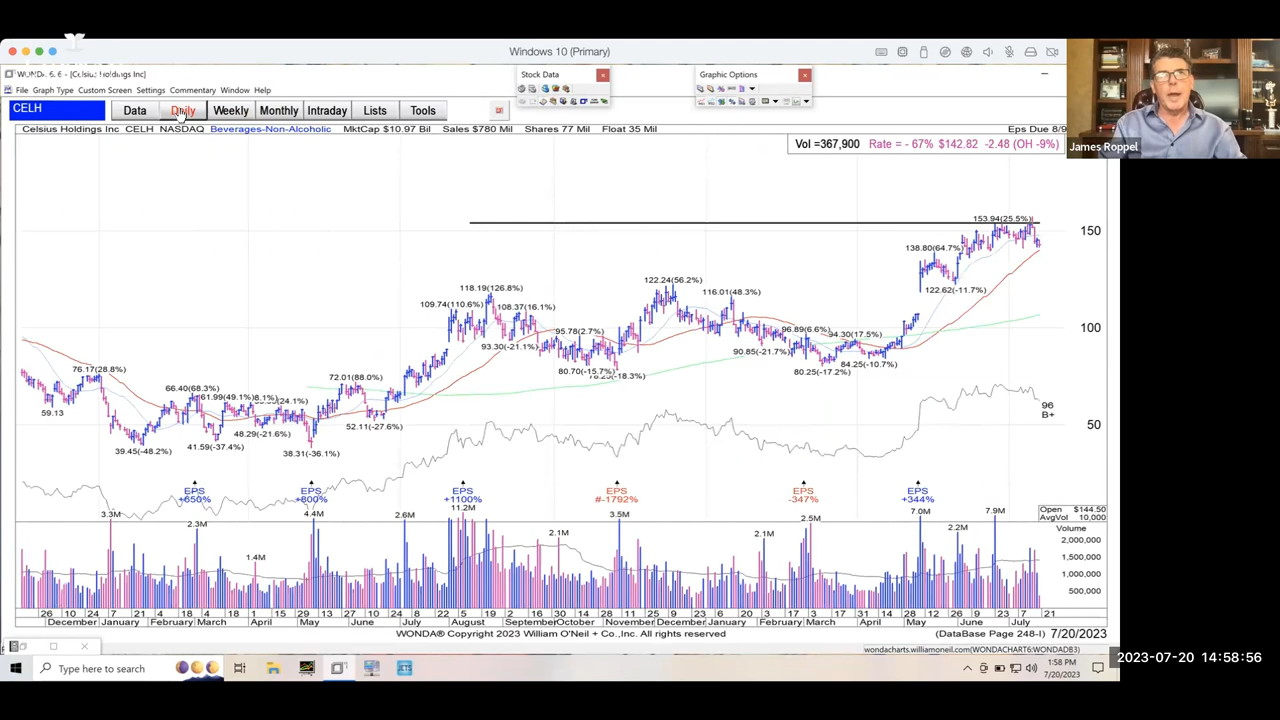 Windows 10 (Primary)
WONDA 6. 6 - [Celsius Holdings Inc]
File Graph Type Custom Screen Settings Commentary Window Help
Stock Data
Graphic Options
CELH
Data Daily Weekly Monthly Intraday Lists Tools
James Roppel
Celsius Holdings Inc CELH NASDAQ Beverages-Non-Alcoholic MktCap $10.97 Bil Sales $780 Mil Shares 77 Mil Float 35 Mil Eps Due 8/9
Vol =367,900 Rate = - 67% $142.82 -2.48 (OH -9%)
153.94(25.5%)
150
138.80(64.7%)
118.19(126.8%)
122.24(56.2%)
122.62(-11.7%)
116.01(48.3%)
109.74(110.6%)
108.37(16.1%)
100
95.78(2.7%)
96.89(6.6%)
94.30(17.5%)
93.30(-21.1%)
90.85(-21.7%)
84.25(-10.7%)
76.17(28.8%)
72.01(88.0%)
80.70(-15.7%)
80.25(-17.2%)
66.40(68.3%)
61.99(49.1%)
59.13
52.11(-27.6%)
96
B+
50
48.29(-21.6%)
41.59(-37.4%)
39.45(-48.2%)
38.31(-36.1%)
EPS EPS EPS EPS EPS EPS
+650% +800% +1100% #-1792% -347% +344%
3.3M 2.3M 1.4M 4.4M 2.6M 11.2M 2.1M 3.5M 2.1M 2.5M 7.0M 2.2M 7.9M
Open $144.50
AvgVol 10,000
Volume
2,000,000
1,500,000
1,000,000
500,000
26 10 24 7 21 4 18 4 18 1 15 29 13 27 10 24 8 22 5 19 2 16 30 14 28 11 25 9 23 6 20 3 17 3 17 31 14 28 12 26 9 23 7 21
December January February March April May June July August September October November December January February March April May June July
WONDA® Copyright 2023 William O'Neil + Co.,Inc. All rights reserved
(DataBase Page 248-I) 7/20/2023
wondacharts.williamoneil.com(WONDACHART6:WONDADB3)
Type here to search
1:58 PM
7/20/2023
2023-07-20 14:58:56